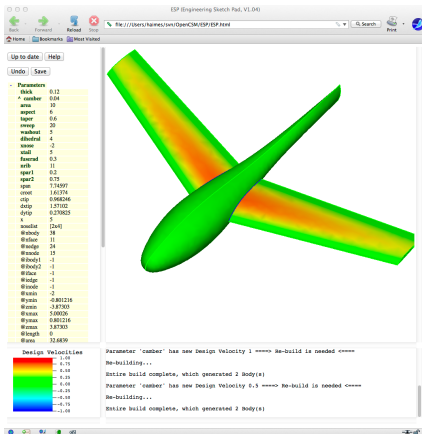 ESP (Engineering Sketch Pad, V1.04)
Back Forward Reload Stop
file:///Users/haimes/svn/OpenCSM/ESP/ESP.html
Search
Print
Home Bookmarks Most Visited
Up to date Help
Undo Save
- Parameters
thick 0.12
^ camber 0.04
area 10
aspect 6
taper 0.6
sweep 20
washout 5
dihedral 4
xnose -2
xtail 5
fuserad 0.3
nrib 11
spar1 0.2
spar2 0.75
span 7.74597
croot 1.61374
ctip 0.968246
dxtip 1.57102
dytip 0.270825
s 5
noselist [2x4]
@nbody 38
@nface 11
@nedge 24
@nnode 15
@ibody1 -1
@ibody2 -1
@iface -1
@iedge -1
@inode -1
@xmin -2
@ymin -0.801216
@zmin -3.87303
@xmax 5.00026
@ymax 0.801216
@zmax 3.87303
@length 0
@area 32.6839
Design Velocities
1.00
0.75
0.50
0.25
0.00
-0.25
-0.50
-0.75
-1.00
Parameter 'camber' has new Design Velocity 1 ====> Re-build is needed <====
Re-building...
Entire build complete, which generated 2 Body(s)
Parameter 'camber' has new Design Velocity 0.5 ====> Re-build is needed <====
Re-building...
Entire build complete, which generated 2 Body(s)